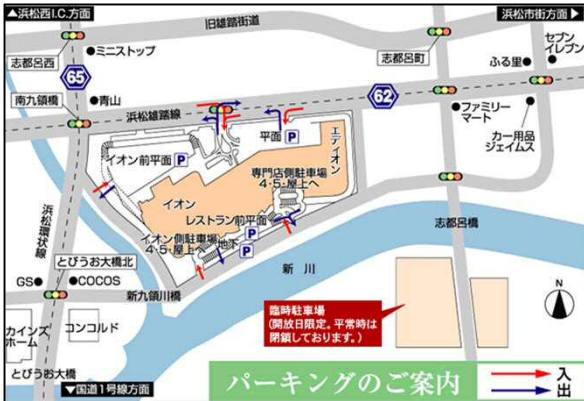 ▲浜松西I.C.方面
旧雄踏街道
浜松市街方面▶
志都呂西
ミニストップ
志都呂町
ふる里
セブン
イレブン
65
62
南九領橋
青山
浜松雄踏線
ファミリー
マート
カー用品
ジェイムス
平面
P
エディオン
イオン前平面
P
専門店側駐車場
4・5・屋上へ
イオン
レストラン前平面
P
イオン側駐車場
4・5・屋上へ
地下
P
浜松環状線
志都呂橋
新川
とびうお大橋北
GS
COCOS
新九領川橋
カインズ
ホーム
コンコルド
とびうお大橋
▼国道1号線方面
臨時駐車場
(開放日限定。平常時は
閉鎖しております。)
N
パーキングのご案内
入
出